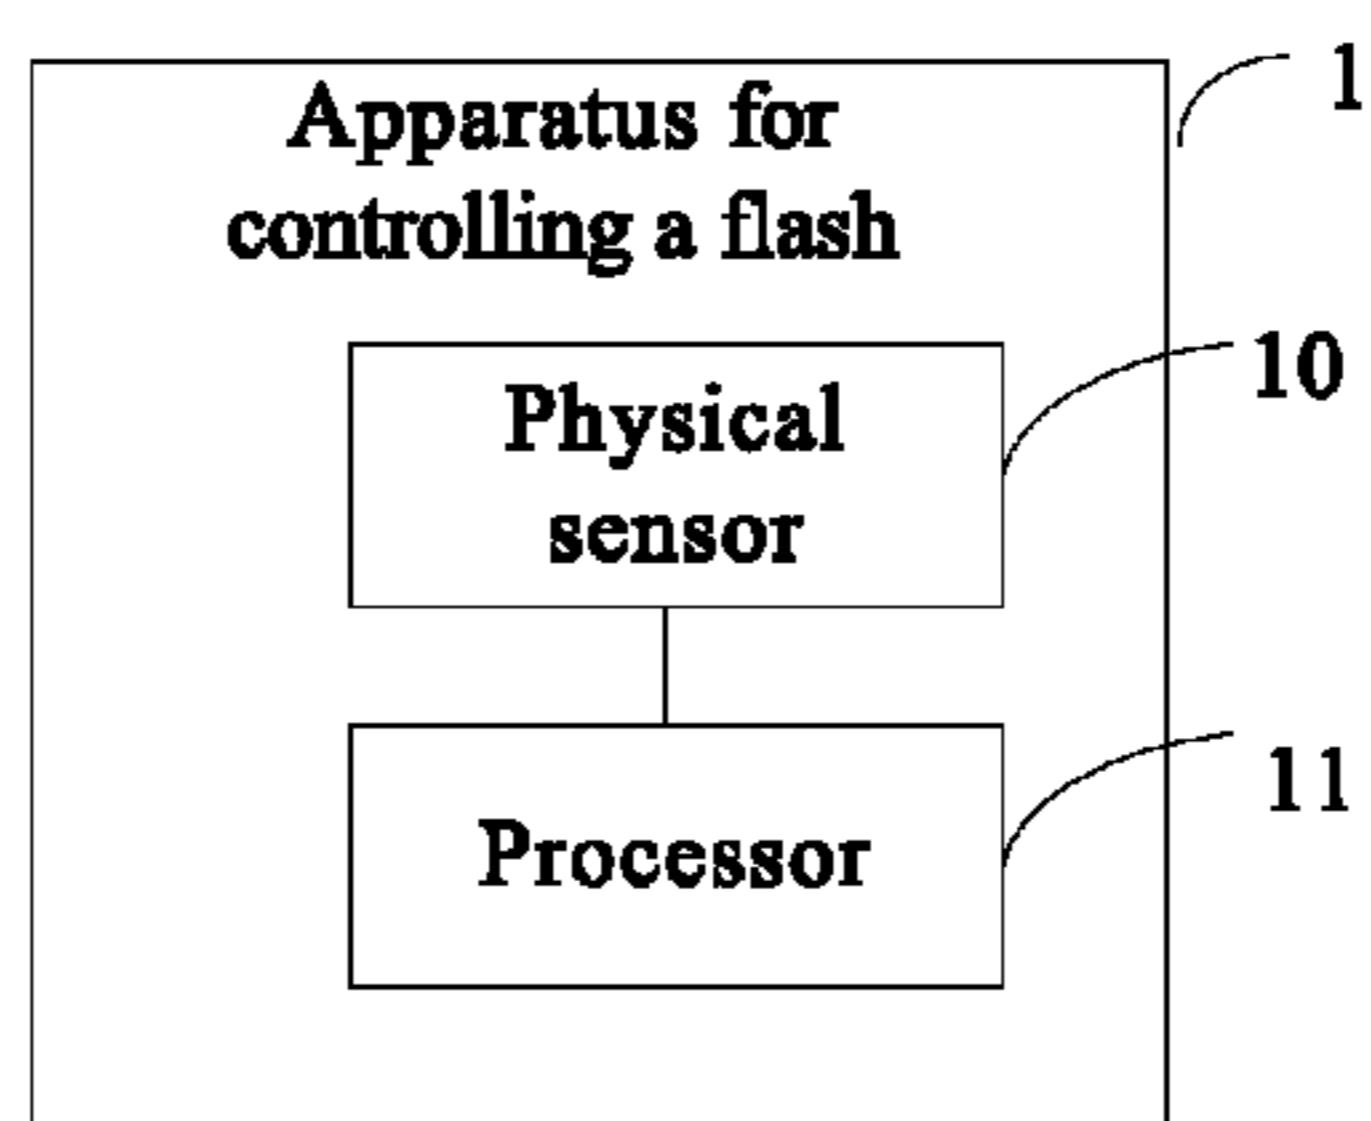 Apparatus for
controlling a flash
1
Physical
sensor
10
Processor
11